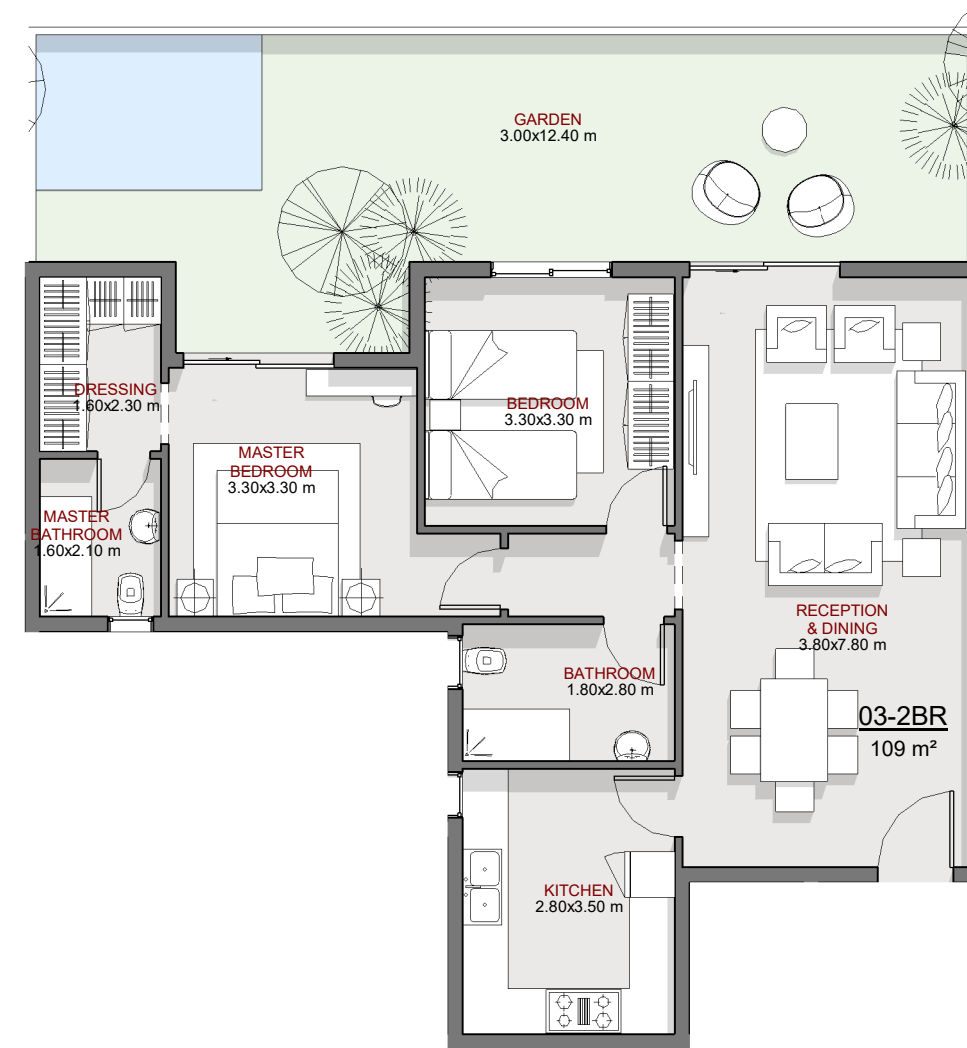 GARDEN
3.00x12.40 m
DRESSING
1.60x2.30 m
BEDROOM
3.30x3.30 m
MASTER
BEDROOM
3.30x3.30 m
MASTER
BATHROOM
1.60x2.10 m
RECEPTION
& DINING
3.80x7.80 m
BATHROOM
1.80x2.80 m
03-2BR
109 m²
KITCHEN
2.80x3.50 m